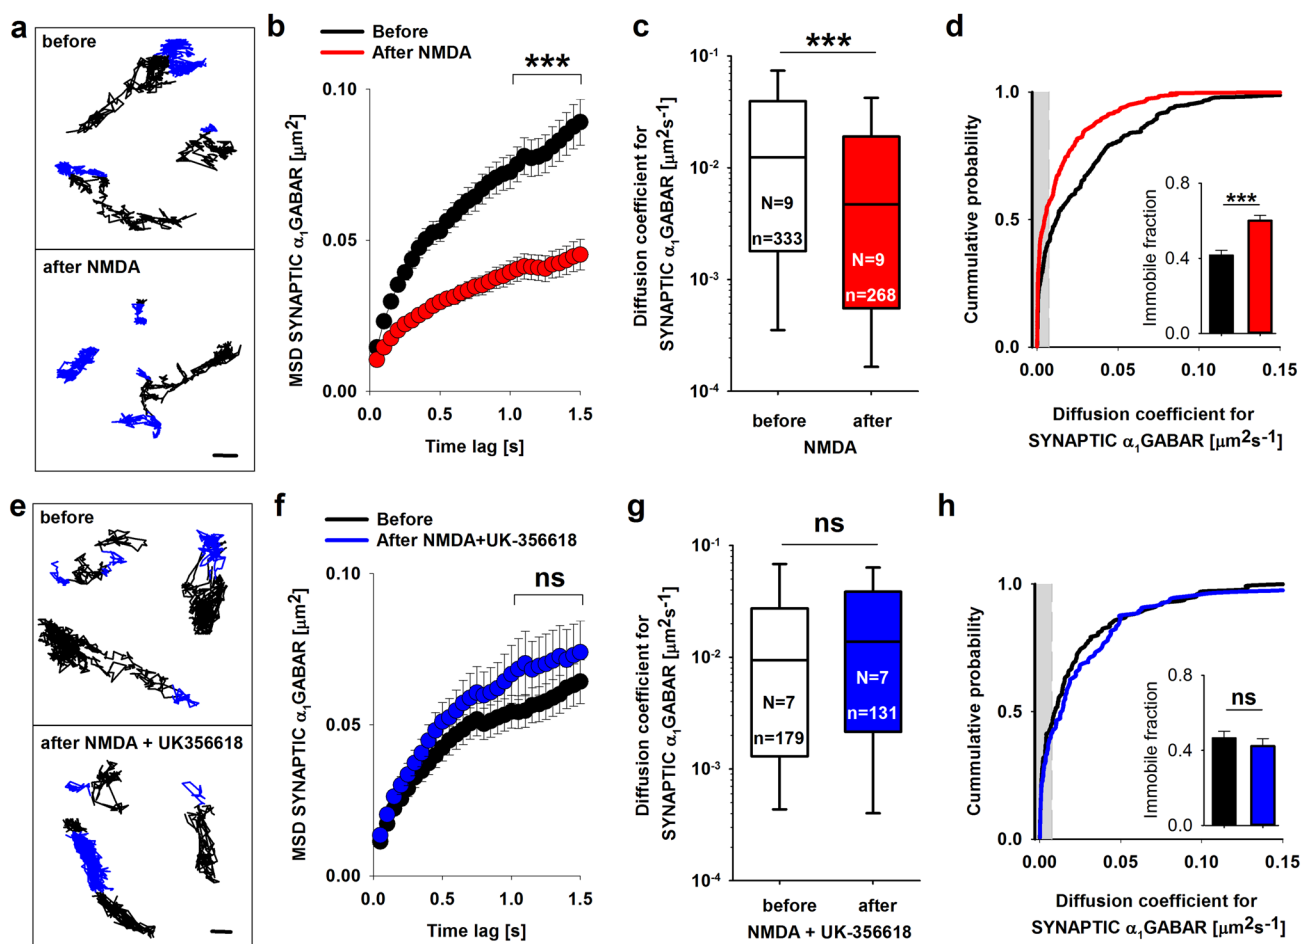 a
before
after NMDA
b
Before
After NMDA
***
MSD SYNAPTIC α₁GABAR [μm²]
0.10
0.05
0.00
0.0 0.5 1.0 1.5
Time lag [s]
c
***
Diffusion coefficient for
SYNAPTIC α₁GABAR [μm²s⁻¹]
10⁻¹
10⁻²
10⁻³
10⁻⁴
N=9
n=333
N=9
n=268
before after
NMDA
d
Cummulative probability
1.0
0.5
0.0
0.00 0.05 0.10 0.15
Diffusion coefficient for
SYNAPTIC α₁GABAR [μm²s⁻¹]
Immobile fraction
0.8
0.4
0.0
***
e
before
after NMDA + UK356618
f
Before
After NMDA+UK-356618
ns
MSD SYNAPTIC α₁GABAR [μm²]
0.10
0.05
0.00
0.0 0.5 1.0 1.5
Time lag [s]
g
ns
Diffusion coefficient for
SYNAPTIC α₁GABAR [μm²s⁻¹]
10⁻¹
10⁻²
10⁻³
10⁻⁴
N=7
n=179
N=7
n=131
before after
NMDA + UK-356618
h
Cummulative probability
1.0
0.5
0.0
0.00 0.05 0.10 0.15
Diffusion coefficient for
SYNAPTIC α₁GABAR [μm²s⁻¹]
Immobile fraction
0.8
0.4
0.0
ns